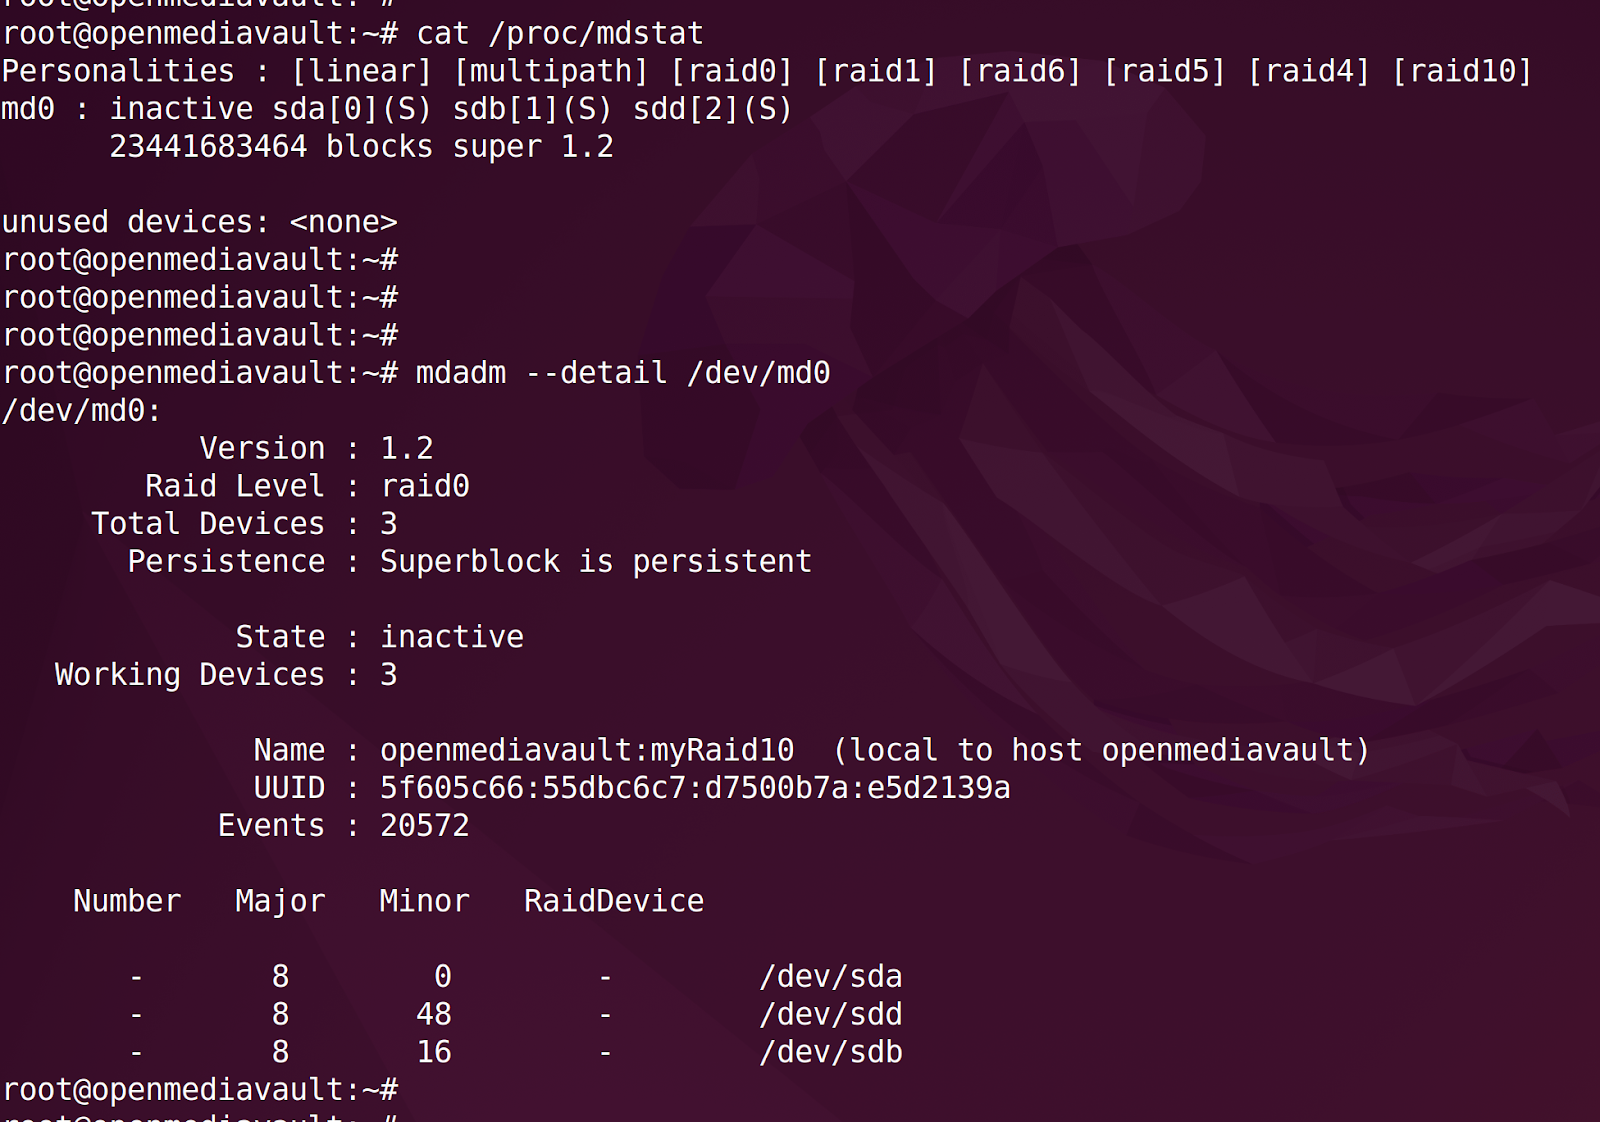 root@openmediavault:~#
root@openmediavault:~# cat /proc/mdstat
Personalities : [linear] [multipath] [raid0] [raid1] [raid6] [raid5] [raid4] [raid10]
md0 : inactive sda[0](S) sdb[1](S) sdd[2](S)
      23441683464 blocks super 1.2

unused devices: <none>
root@openmediavault:~#
root@openmediavault:~#
root@openmediavault:~#
root@openmediavault:~# mdadm --detail /dev/md0
/dev/md0:
           Version : 1.2
        Raid Level : raid0
     Total Devices : 3
       Persistence : Superblock is persistent

             State : inactive
   Working Devices : 3

              Name : openmediavault:myRaid10  (local to host openmediavault)
              UUID : 5f605c66:55dbc6c7:d7500b7a:e5d2139a
            Events : 20572

    Number   Major   Minor   RaidDevice

       -       8        0        -        /dev/sda
       -       8       48        -        /dev/sdd
       -       8       16        -        /dev/sdb
root@openmediavault:~#
root@openmediavault:~#